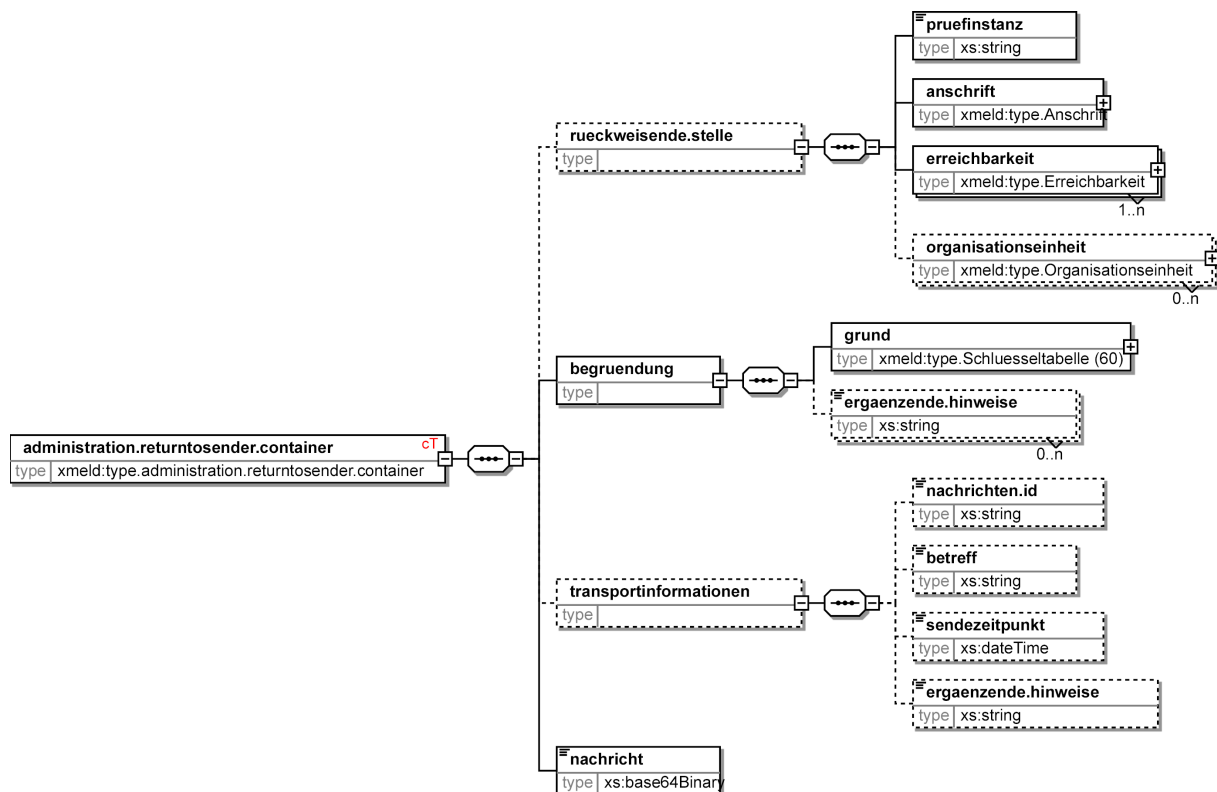 pruefinstanz
type xs:string
anschrift
type xmeld:type.Anschrift
rueckweisende.stelle
type
erreichbarkeit
type xmeld:type.Erreichbarkeit
1..n
organisationseinheit
type xmeld:type.Organisationseinheit
0..n
grund
type xmeld:type.Schluesseltabelle (60)
begruendung
type
ergaenzende.hinweise
type xs:string
0..n
administration.returntosender.container cT
type xmeld:type.administration.returntosender.container
nachrichten.id
type xs:string
betreff
type xs:string
transportinformationen
type
sendezeitpunkt
type xs:dateTime
ergaenzende.hinweise
type xs:string
nachricht
type xs:base64Binary